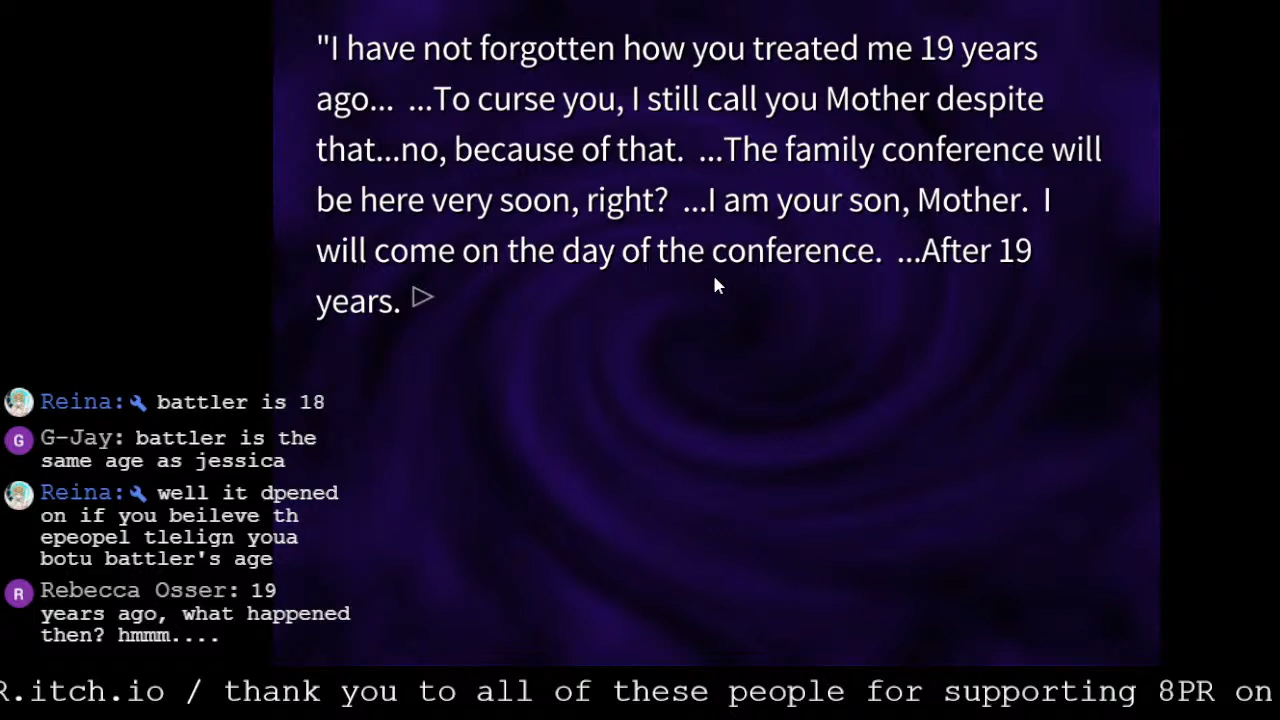 "I have not forgotten how you treated me 19 years
ago... ...To curse you, I still call you Mother despite
that...no, because of that. ...The family conference will
be here very soon, right? ...I am your son, Mother. I
will come on the day of the conference. ...After 19
years.
Reina: battler is 18
G
G-Jay: battler is the
same age as jessica
Reina: well it dpened
on if you beileve th
epeopel tlelign youa
botu battler's age
R
Rebecca Osser: 19
years ago, what happened
then? hmmm....
R.itch.io / thank you to all of these people for supporting 8PR on